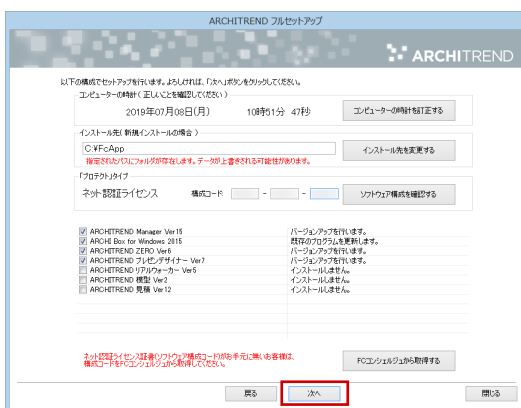 ARCHITREND フルセットアップ
ARCHITREND
以下の構成でセットアップを行います。よろしければ、「次へ」ボタンをクリックしてください。
コンピューターの時計( 正しいことを確認してください )
2019年07月08日(月) 10時51分 47秒 コンピューターの時計を訂正する
インストール先( 新規インストールの場合 )
C:¥FcApp インストール先を変更する
指定されたパスにフォルダが存在します。データが上書きされる可能性があります。
「プロテクト」タイプ
ネット認証ライセンス 構成コード - - ソフトウェア構成を確認する
ARCHITREND Manager Ver15 バージョンアップを行います。
ARCHI Box for Windows 2015 既存のプログラムを更新します。
ARCHITREND ZERO Ver6 バージョンアップを行います。
ARCHITREND プレゼンデザイナー Ver7 バージョンアップを行います。
ARCHITREND リアルウォーカー Ver5 インストールしません。
ARCHITREND 模型 Ver2 インストールしません。
ARCHITREND 見積 Ver12 インストールしません。
ネット認証ライセンス証書(ソフトウェア構成コード)がお手元に無いお客様は、
構成コードをFCコンシェルジュから取得してください。 FCコンシェルジュから取得する
戻る 次へ 閉じる